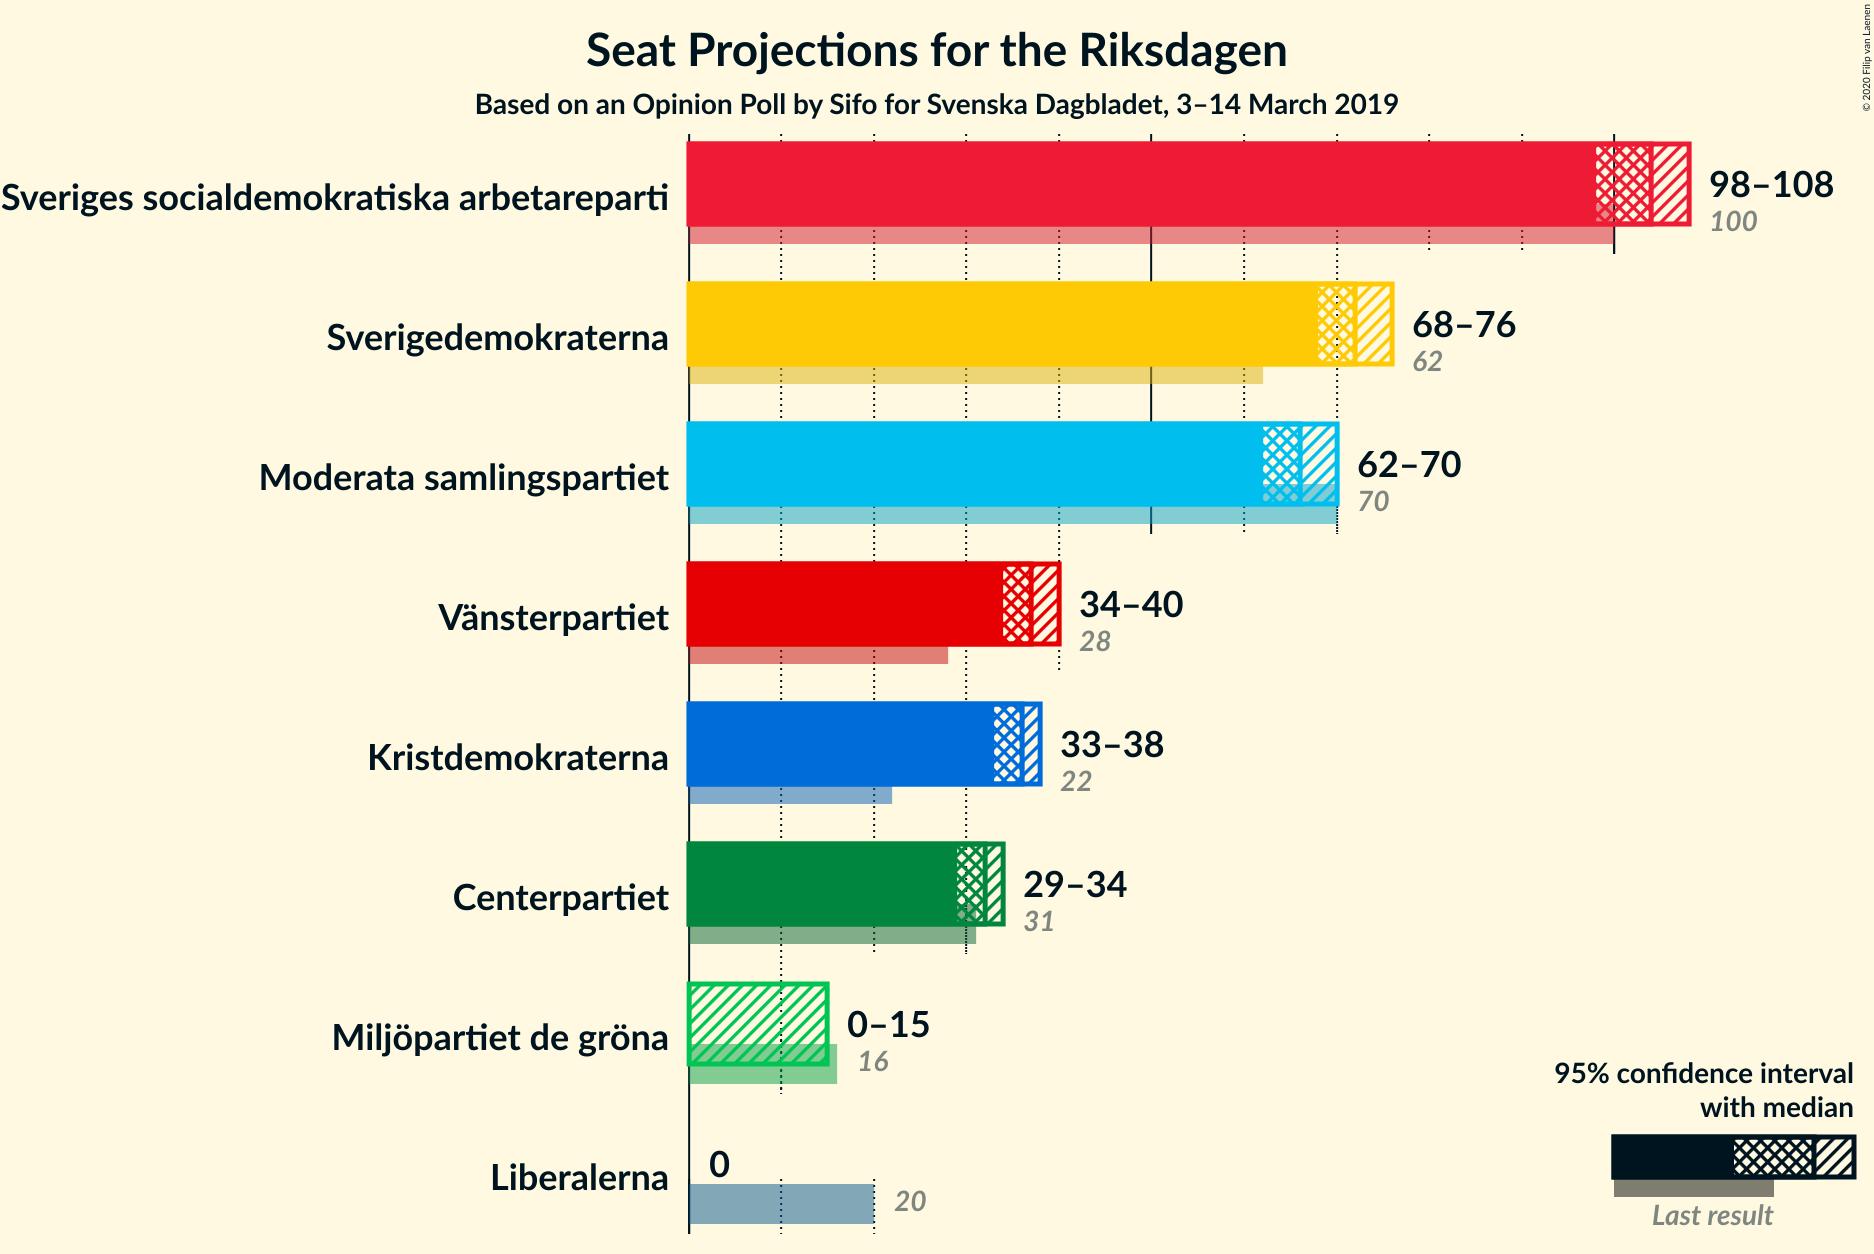 Seat Projections for the Riksdagen
Based on an Opinion Poll by Sifo for Svenska Dagbladet, 3–14 March 2019
© 2020 Filip van Laenen
Sveriges socialdemokratiska arbetareparti
98–108
100
Sverigedemokraterna
68–76
62
Moderata samlingspartiet
62–70
70
Vänsterpartiet
34–40
28
Kristdemokraterna
33–38
22
Centerpartiet
29–34
31
Miljöpartiet de gröna
0–15
16
Liberalerna
0
20
95% confidence interval
with median
Last result